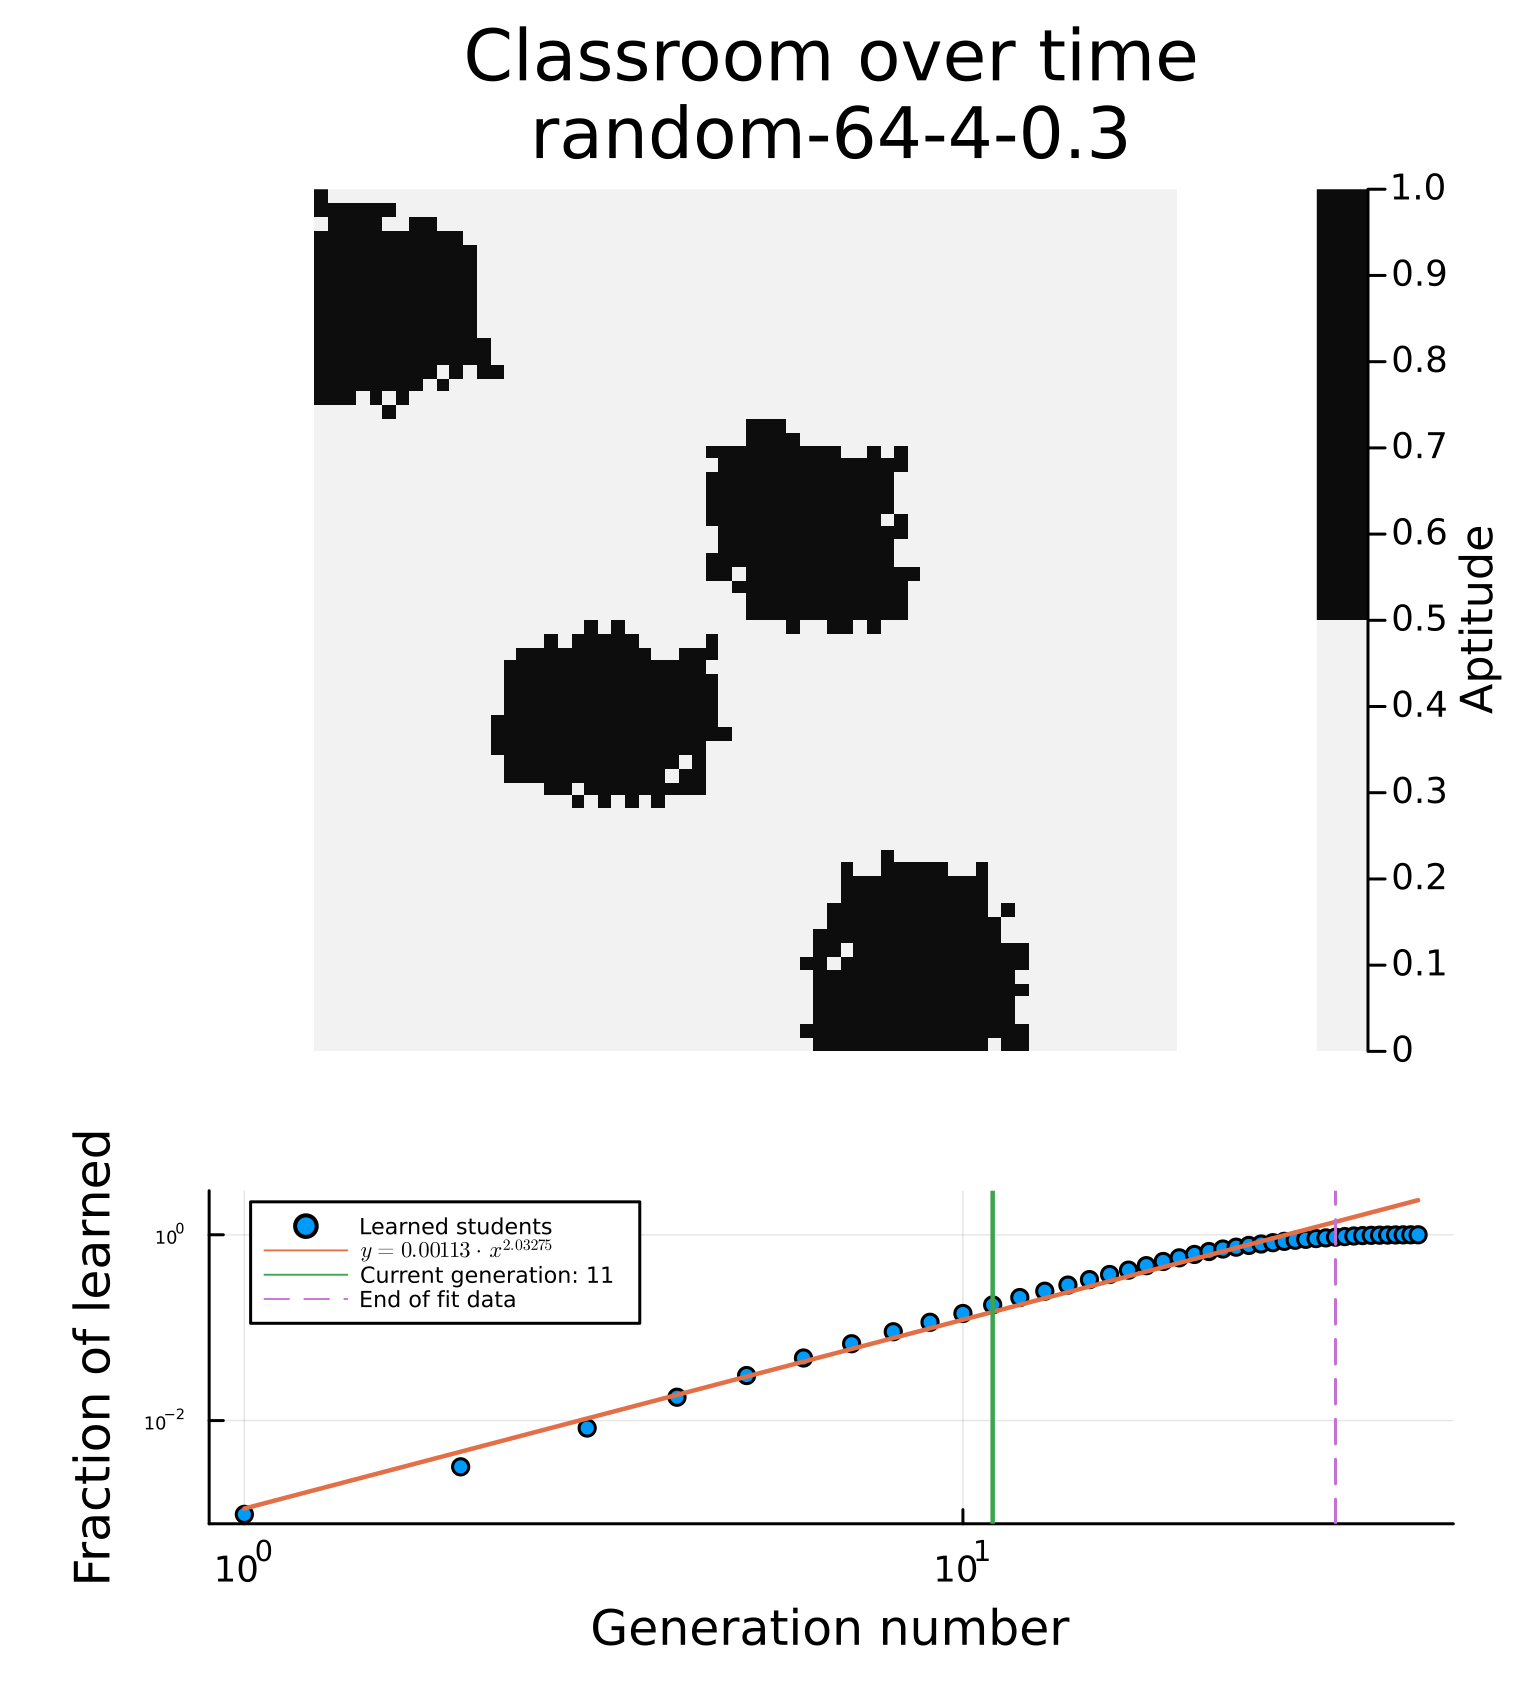 Classroom over time
random-64-4-0.3
1.0
0.9
0.8
0.7
0.6
0.5
0.4
0.3
0.2
0.1
0
Aptitude
Fraction of learned
10^0
10^-2
Learned students
y = 0.00113 · x^2.03275
Current generation: 11
End of fit data
10^0
10^1
Generation number